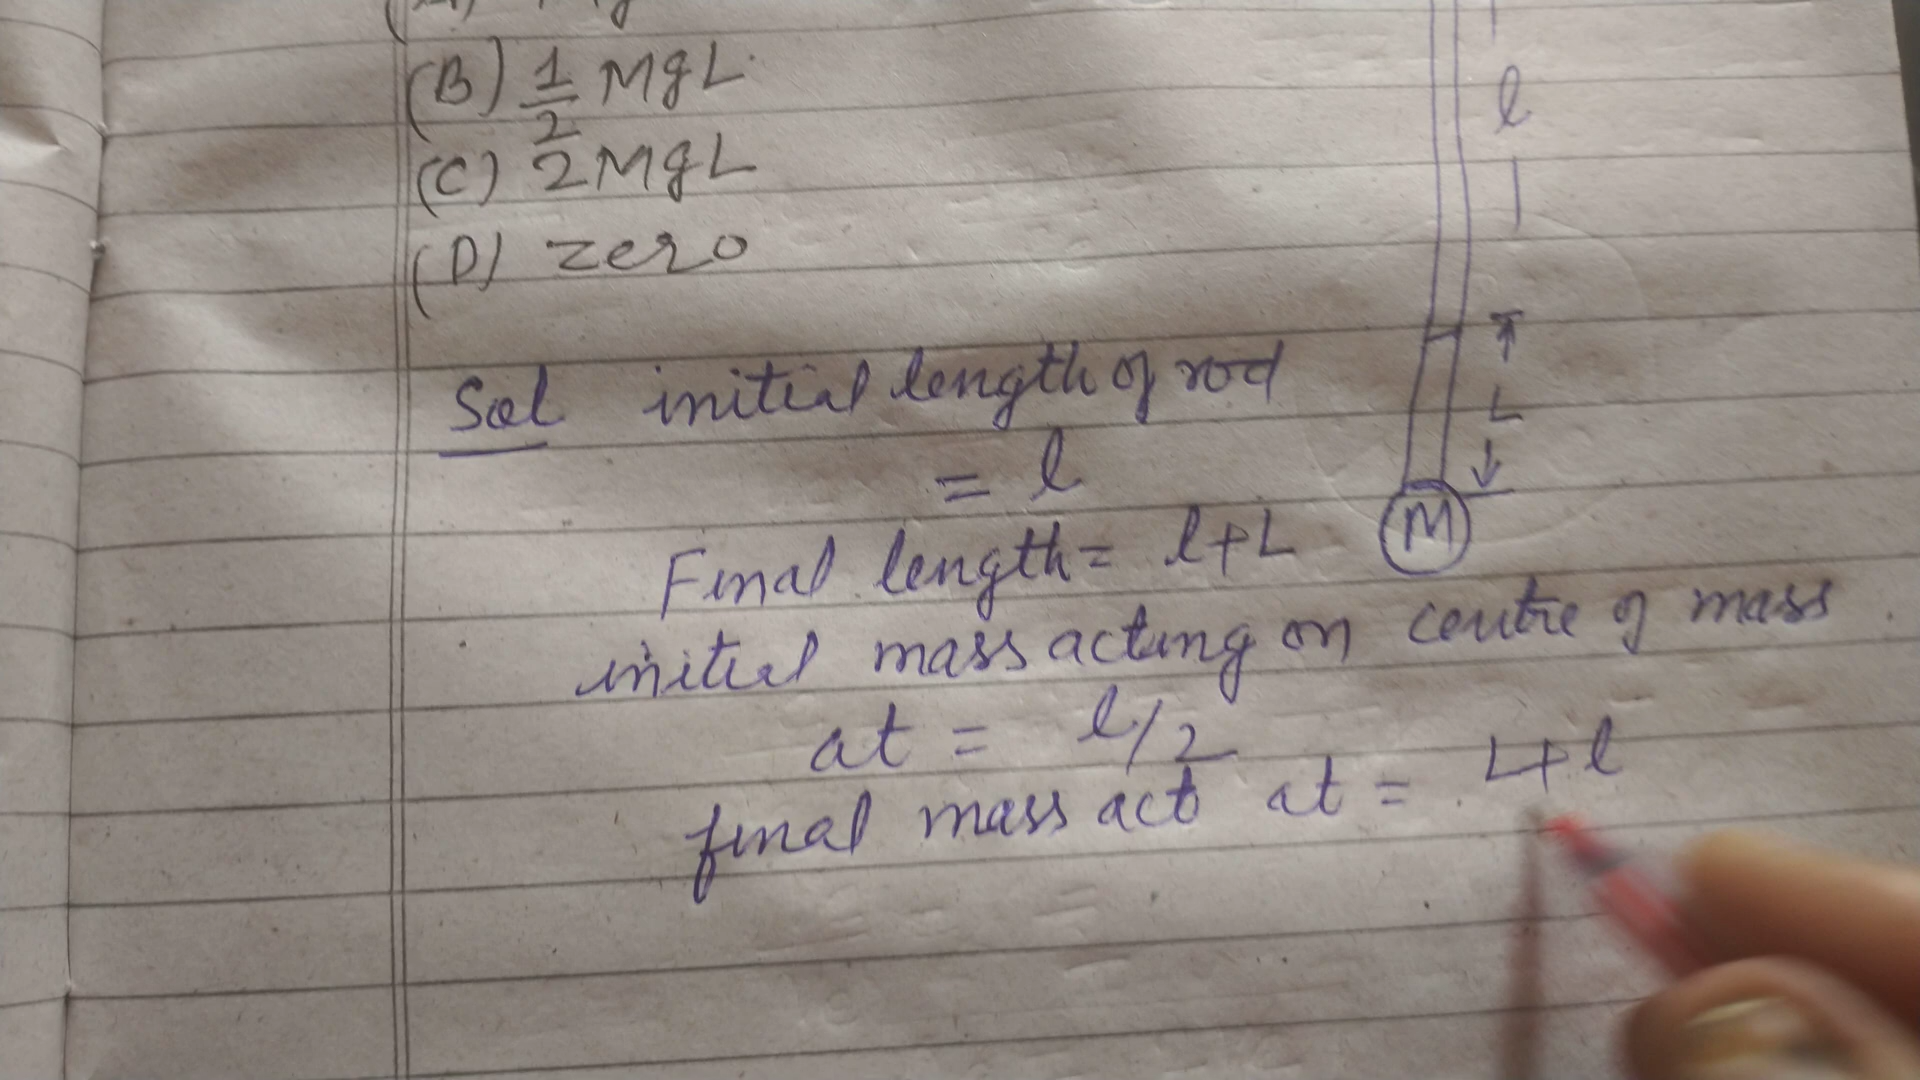 (B) 1/2 MgL
(C) 2MgL
(D) zero
l
L
M
Sol initial length of rod
= l
Final length = l+L
initial mass acting on centre of mass
at = l/2
final mass act at = L+l